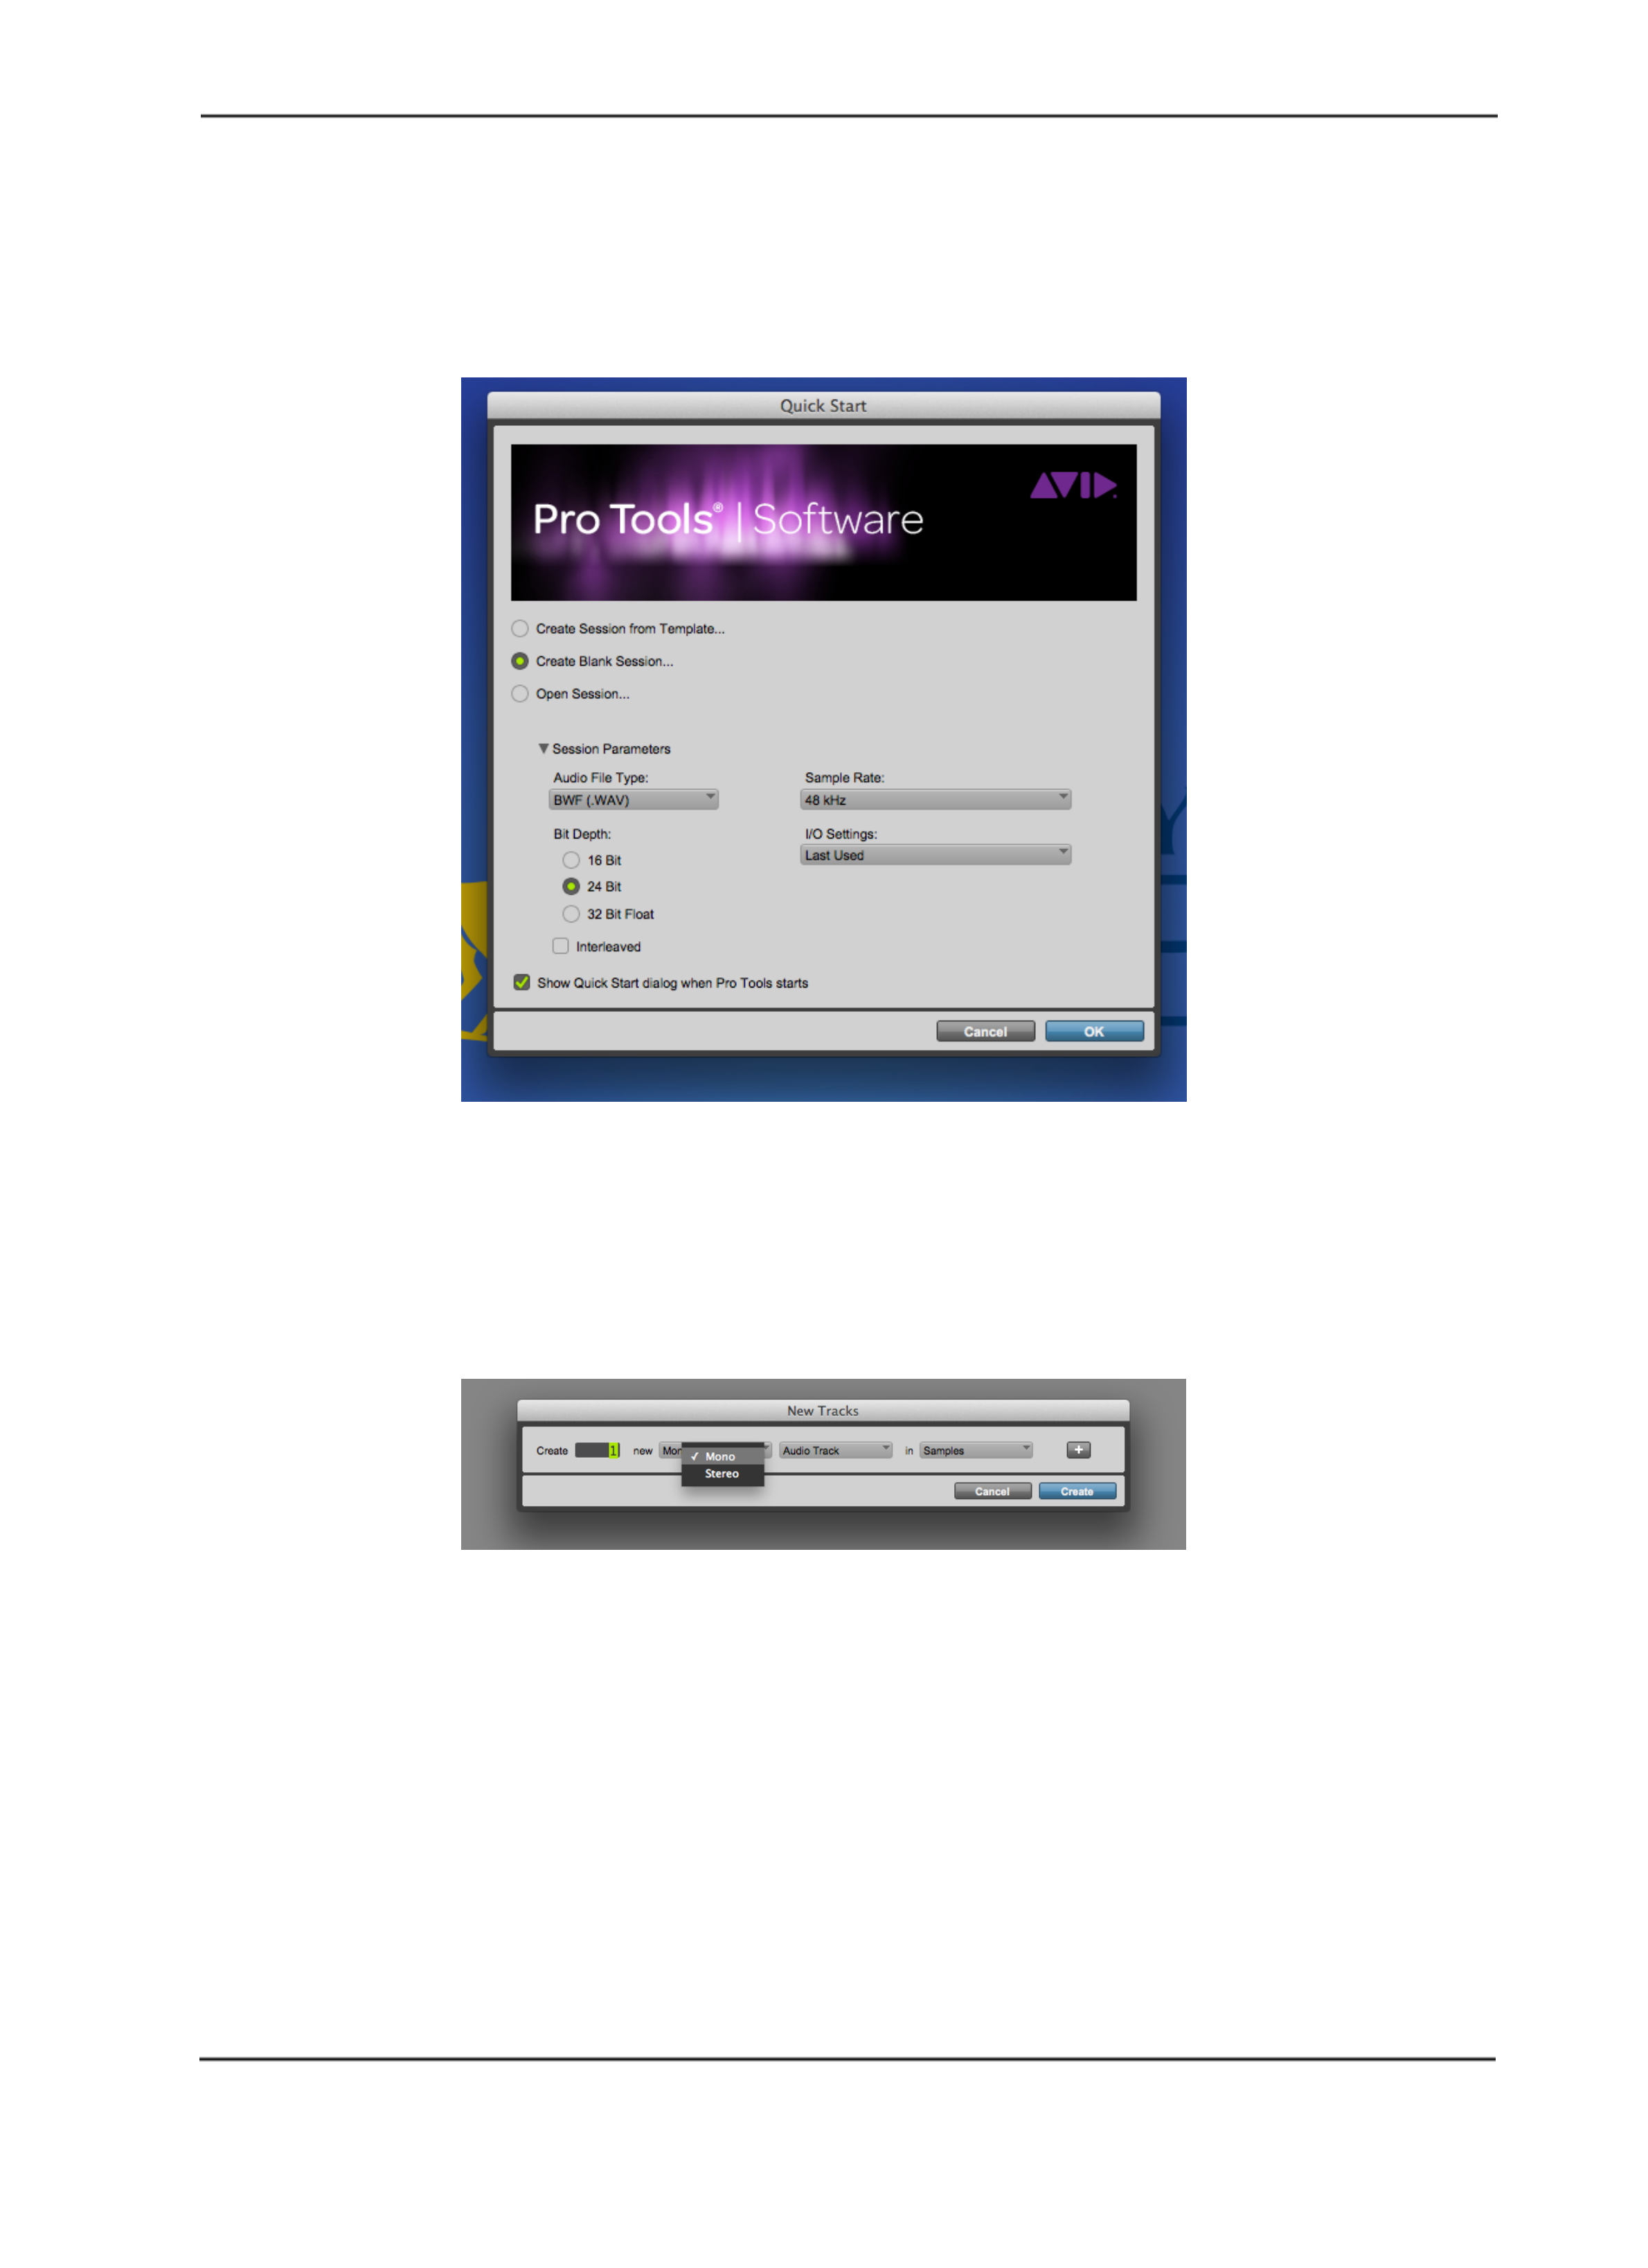 Quick Start
AVID
Pro Tools® | Software
Create Session from Template...
Create Blank Session...
Open Session...
Session Parameters
Audio File Type:
Sample Rate:
BWF (.WAV)
48 kHz
Bit Depth:
I/O Settings:
16 Bit
Last Used
24 Bit
32 Bit Float
Interleaved
Show Quick Start dialog when Pro Tools starts
Cancel
OK
New Tracks
Create 1 new Audio Track in Samples +
✓ Mono
Stereo
Cancel
Create